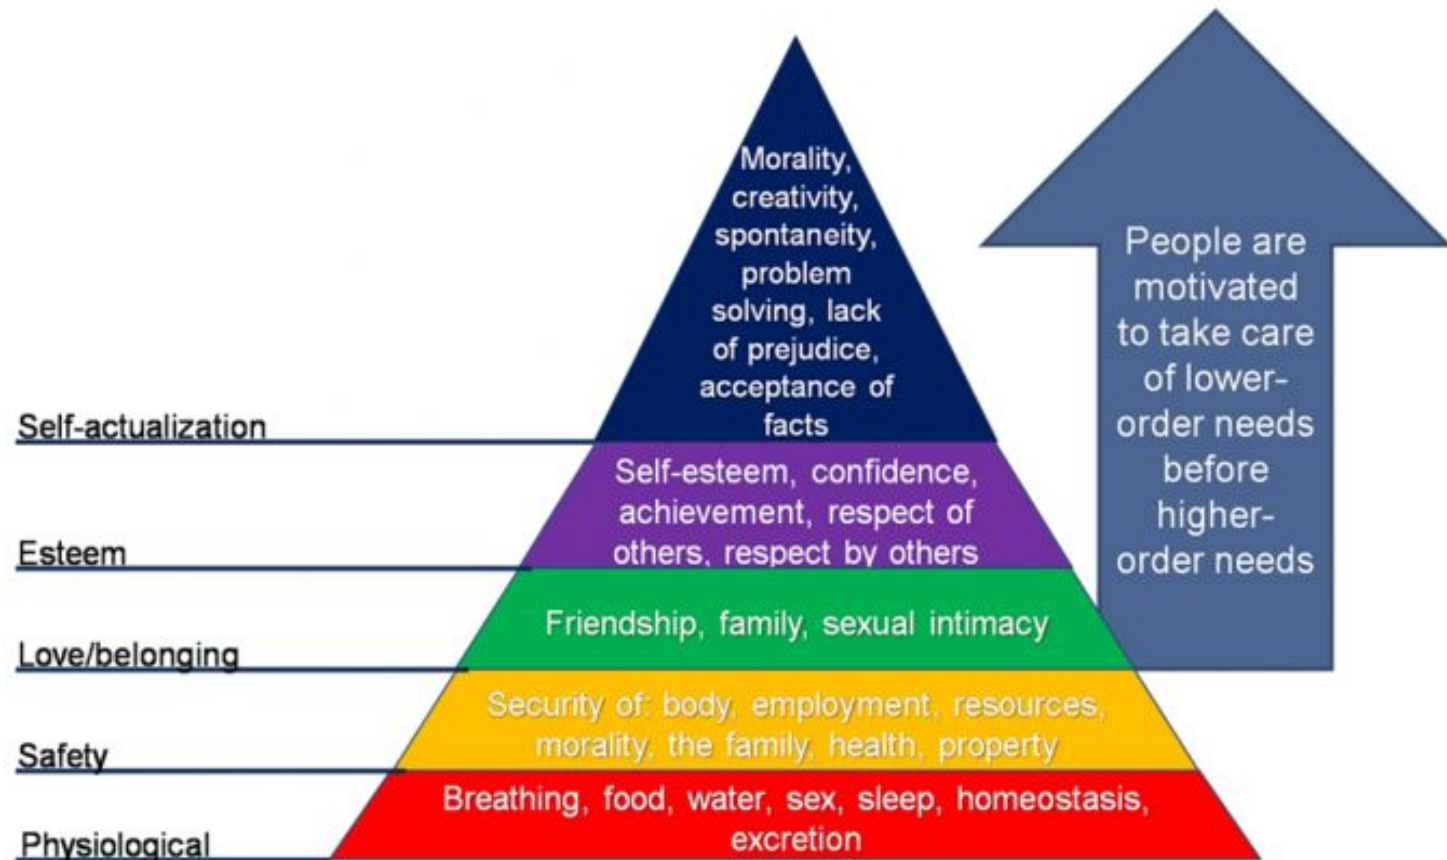 Morality,
creativity,
spontaneity,
problem
solving, lack
of prejudice,
acceptance of
facts
Self-actualization
Self-esteem, confidence,
achievement, respect of
others, respect by others
Esteem
Friendship, family, sexual intimacy
Love/belonging
Security of: body, employment, resources,
morality, the family, health, property
Safety
Breathing, food, water, sex, sleep, homeostasis,
excretion
Physiological
People are
motivated
to take care
of lower-
order needs
before
higher-
order needs